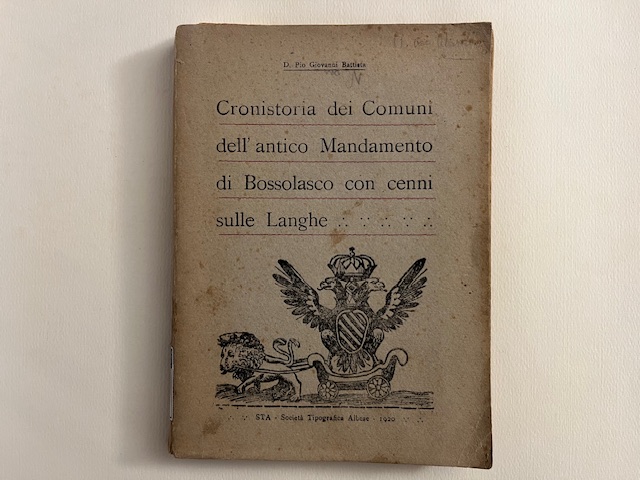 D. Pio Giovanni Battista
N
Cronistoria dei Comuni
dell' antico Mandamento
di Bossolasco con cenni
sulle Langhe ∴ ∵ ∴ ∵ ∴
STA - Società Tipografica Albese - 1920